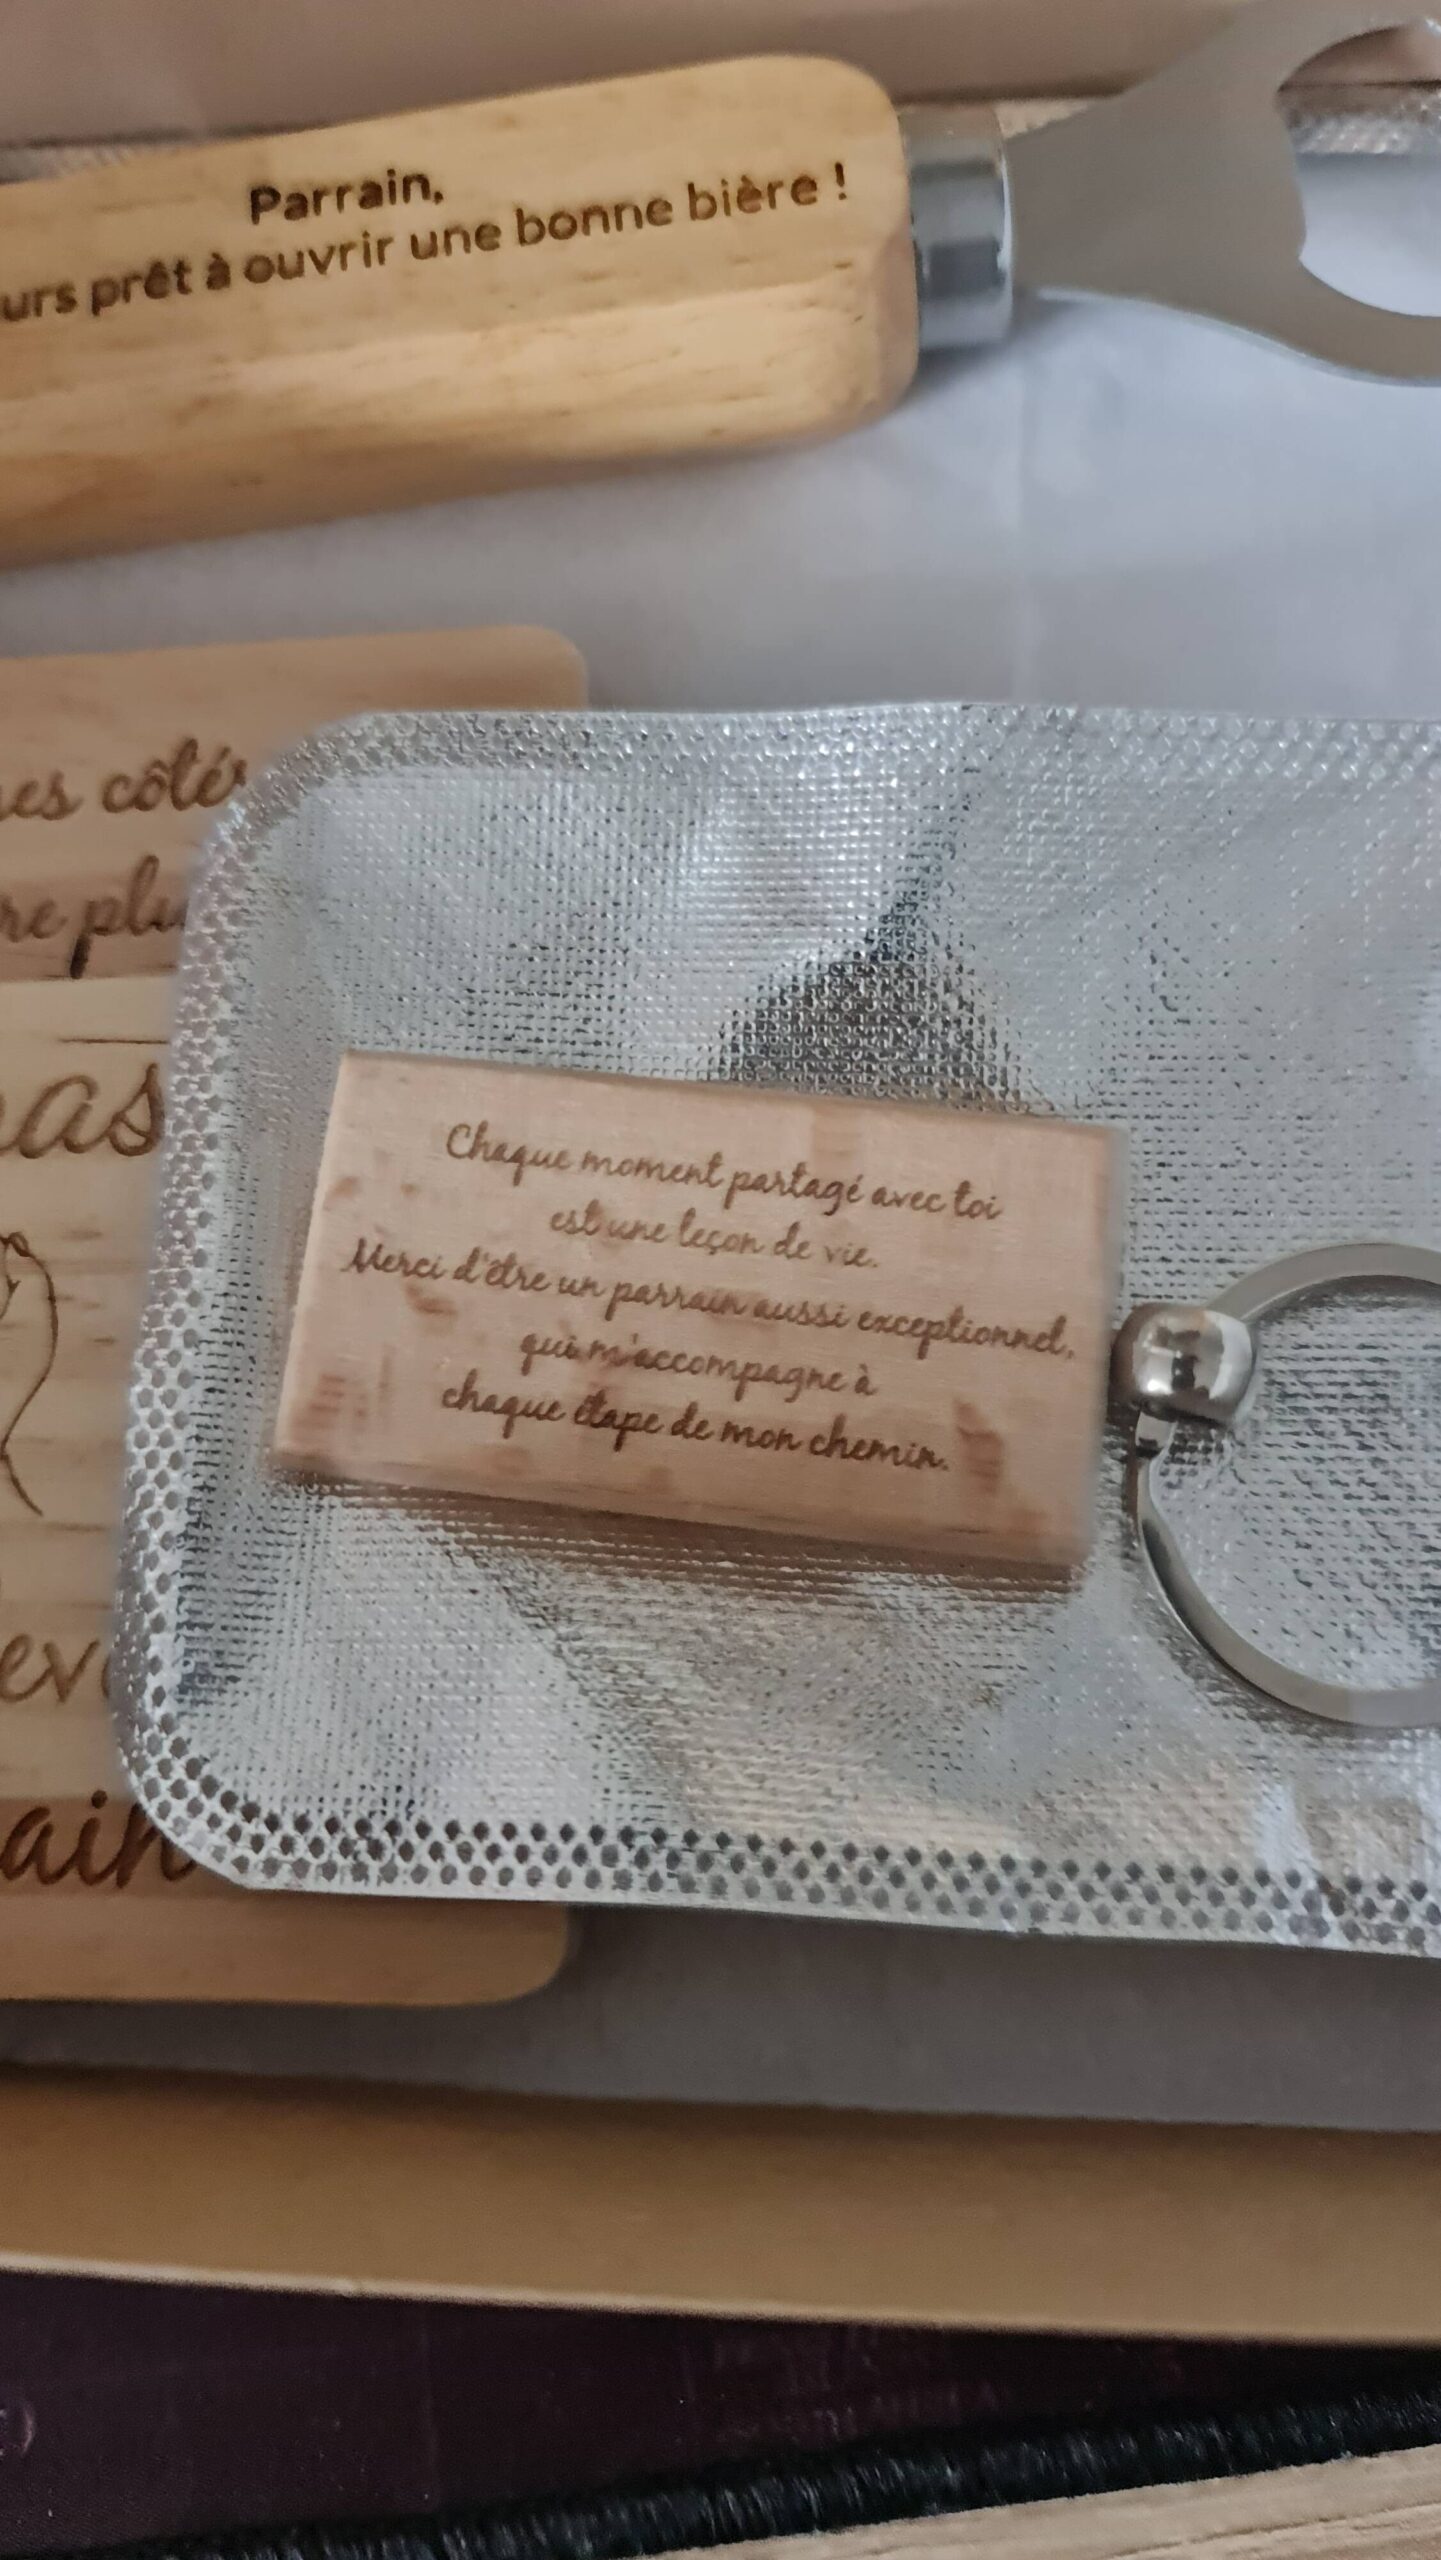 Parrain,
prêt à ouvrir une bonne bière !
côtés
Chaque moment partagé avec toi
est une leçon de vie.
Merci d'être un parrain aussi exceptionnel,
qui m'accompagne à
chaque étape de mon chemin.